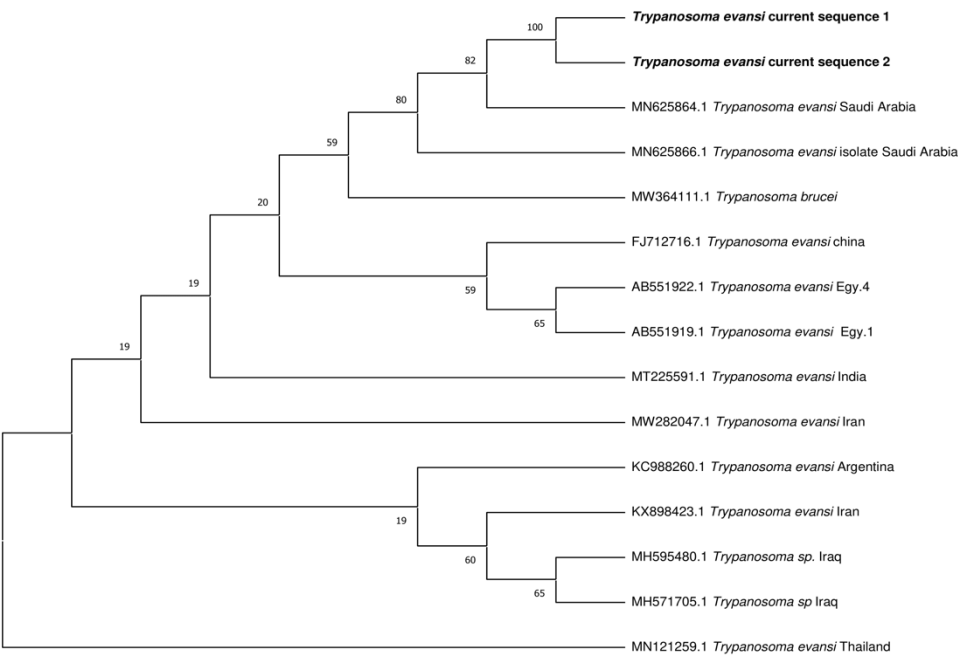 Trypanosoma evansi current sequence 1
100
Trypanosoma evansi current sequence 2
82
MN625864.1 Trypanosoma evansi Saudi Arabia
80
MN625866.1 Trypanosoma evansi isolate Saudi Arabia
59
MW364111.1 Trypanosoma brucei
20
FJ712716.1 Trypanosoma evansi china
59
AB551922.1 Trypanosoma evansi Egy.4
65
AB551919.1 Trypanosoma evansi Egy.1
19
MT225591.1 Trypanosoma evansi India
19
MW282047.1 Trypanosoma evansi Iran
KC988260.1 Trypanosoma evansi Argentina
19
KX898423.1 Trypanosoma evansi Iran
60
MH595480.1 Trypanosoma sp. Iraq
65
MH571705.1 Trypanosoma sp Iraq
MN121259.1 Trypanosoma evansi Thailand